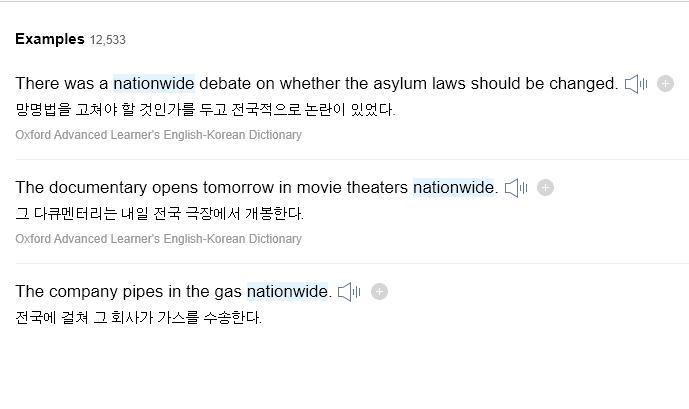 Examples 12,533
There was a nationwide debate on whether the asylum laws should be changed.
망명법을 고쳐야 할 것인가를 두고 전국적으로 논란이 있었다.
Oxford Advanced Learner's English-Korean Dictionary
The documentary opens tomorrow in movie theaters nationwide.
그 다큐멘터리는 내일 전국 극장에서 개봉한다.
Oxford Advanced Learner's English-Korean Dictionary
The company pipes in the gas nationwide.
전국에 걸쳐 그 회사가 가스를 수송한다.